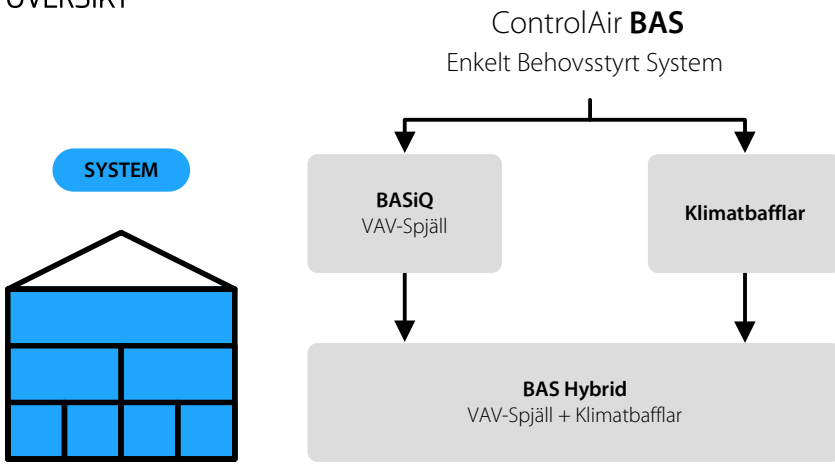 ÖVERSIKT
ControlAir BAS
Enkelt Behovsstyrt System
SYSTEM
BASiQ
VAV-Spjäll
Klimatbafflar
BAS Hybrid
VAV-Spjäll + Klimatbafflar